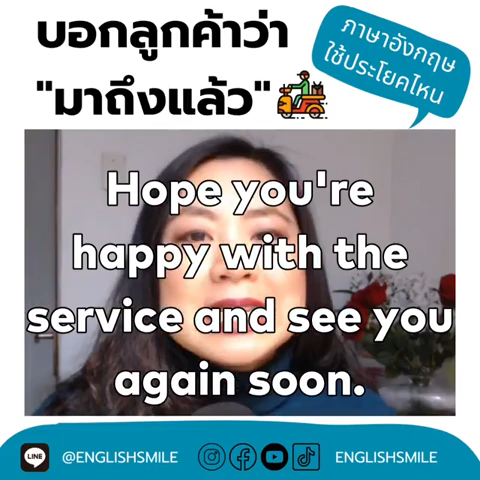 บอกลูกค้าว่า
"มาถึงแล้ว"
ภาษาอังกฤษ
ใช้ประโยคไหน
Hope you're
happy with the
service and see you
again soon.
LINE @ENGLISHSMILE ENGLISHSMILE